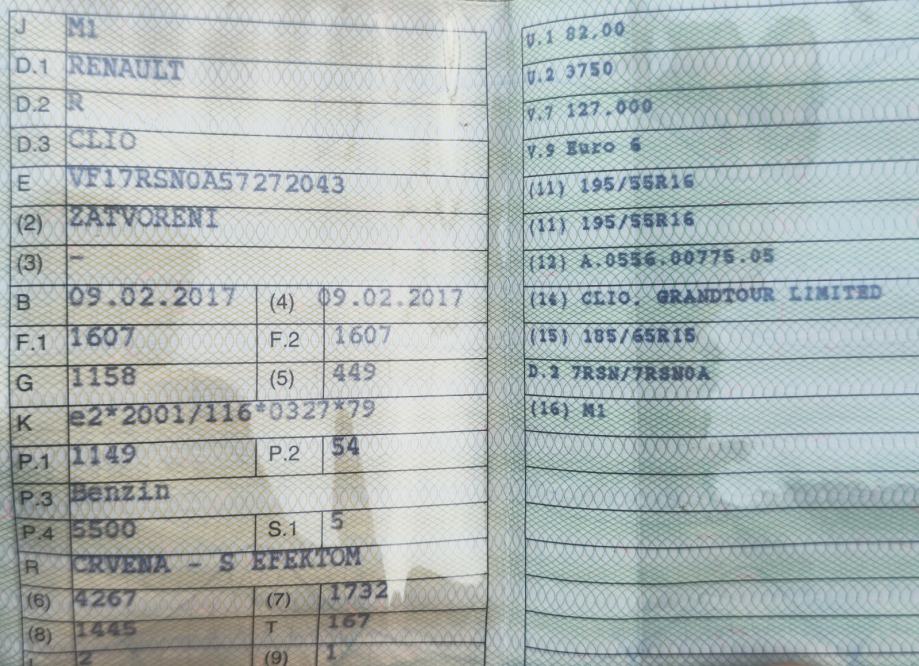 J M1
D.1 RENAULT
D.2 R
D.3 CLIO
E VF17RSN0A57272043
(2) ZATVORENI
(3) –
B 09.02.2017 (4) 09.02.2017
F.1 1607 F.2 1607
G 1158 (5) 449
K e2*2001/116*0327*79
P.1 1149 P.2 54
P.3 Benzin
P.4 5500 S.1 5
R CRVENA - S EFEKTOM
(6) 4267 (7) 1732
(8) 1445 T 167
L 2 (9) 1
U.1 82.00
U.2 3750
V.7 127.000
V.9 Euro 6
(11) 195/55R16
(11) 195/55R16
(12) A.0556.00775.05
(14) CLIO, GRANDTOUR LIMITED
(15) 185/65R15
D.2 7RSN/7RSN0A
(16) M1